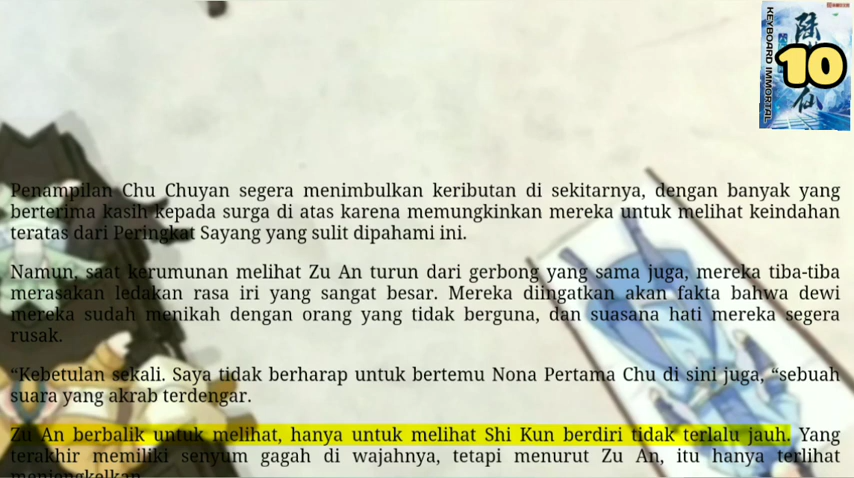 陆
仙
KEYBOARD IMMORTAL
10
Penampilan Chu Chuyan segera menimbulkan keributan di sekitarnya, dengan banyak yang
berterima kasih kepada surga di atas karena memungkinkan mereka untuk melihat keindahan
teratas dari Peringkat Sayang yang sulit dipahami ini.
Namun, saat kerumunan melihat Zu An turun dari gerbong yang sama juga, mereka tiba-tiba
merasakan ledakan rasa iri yang sangat besar. Mereka diingatkan akan fakta bahwa dewi
mereka sudah menikah dengan orang yang tidak berguna, dan suasana hati mereka segera
rusak.
“Kebetulan sekali. Saya tidak berharap untuk bertemu Nona Pertama Chu di sini juga, “sebuah
suara yang akrab terdengar.
Zu An berbalik untuk melihat, hanya untuk melihat Shi Kun berdiri tidak terlalu jauh. Yang
terakhir memiliki senyum gagah di wajahnya, tetapi menurut Zu An, itu hanya terlihat
menjengkelkan.